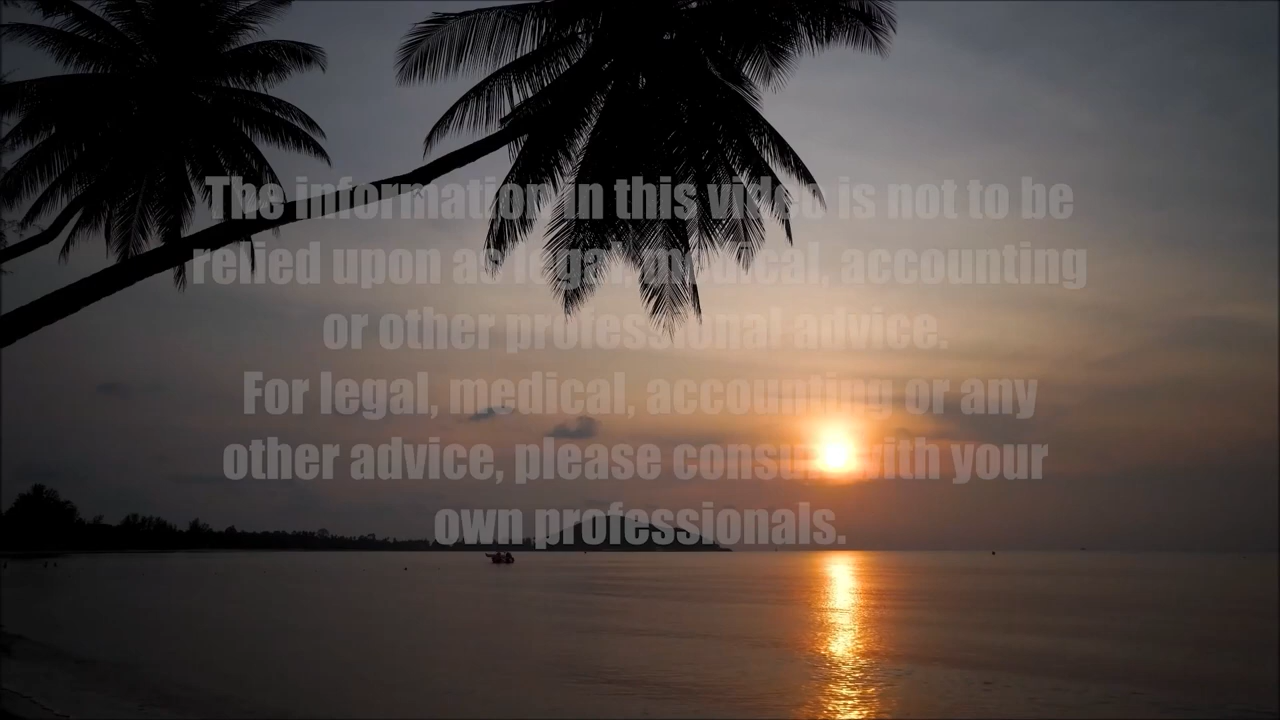 The information in this video is not to be
relied upon as legal, medical, accounting
or other professional advice.
For legal, medical, accounting or any
other advice, please consult with your
own professionals.